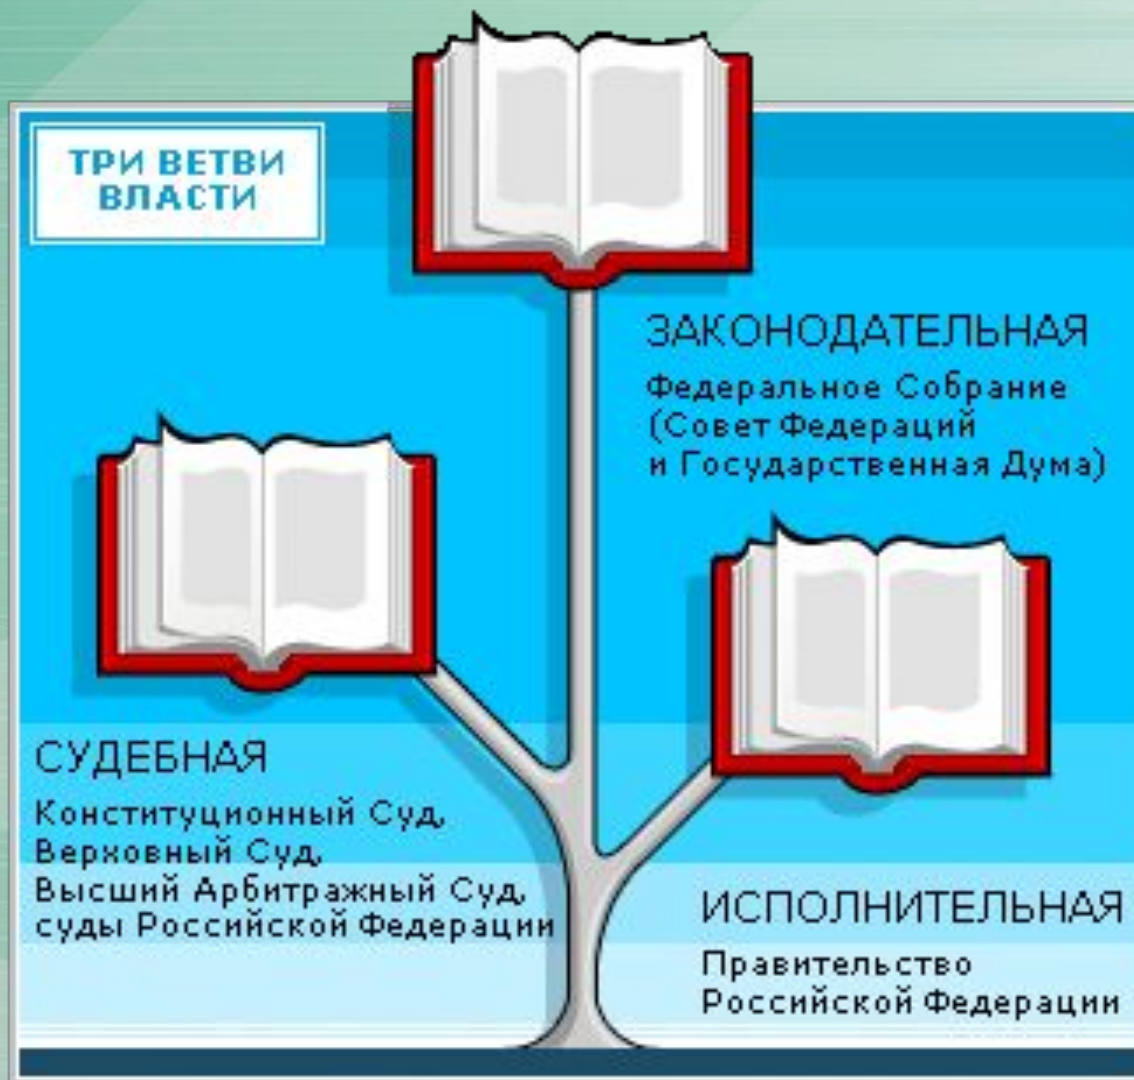 ТРИ ВЕТВИ
ВЛАСТИ
ЗАКОНОДАТЕЛЬНАЯ
Федеральное Собрание
(Совет Федераций
и Государственная Дума)
СУДЕБНАЯ
Конституционный Суд,
Верховный Суд,
Высший Арбитражный Суд,
суды Российской Федерации
ИСПОЛНИТЕЛЬНАЯ
Правительство
Российской Федерации